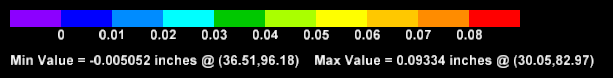 0 0.01 0.02 0.03 0.04 0.05 0.06 0.07 0.08
Min Value = -0.005052 inches @ (36.51,96.18) Max Value = 0.09334 inches @ (30.05,82.97)